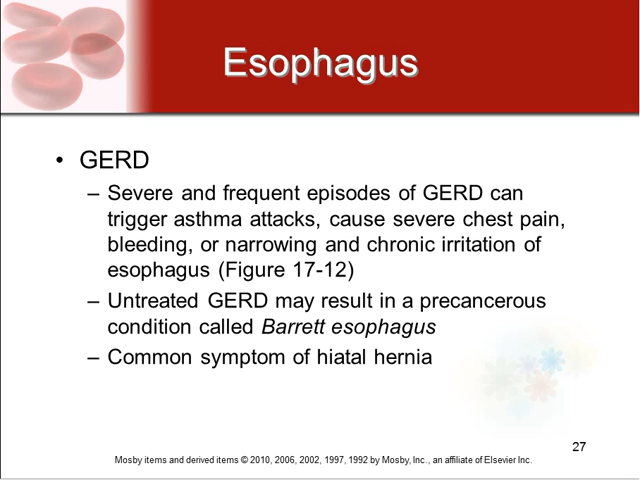 Esophagus
• GERD
– Severe and frequent episodes of GERD can
trigger asthma attacks, cause severe chest pain,
bleeding, or narrowing and chronic irritation of
esophagus (Figure 17-12)
– Untreated GERD may result in a precancerous
condition called Barrett esophagus
– Common symptom of hiatal hernia
27
Mosby items and derived items © 2010, 2006, 2002, 1997, 1992 by Mosby, Inc., an affiliate of Elsevier Inc.